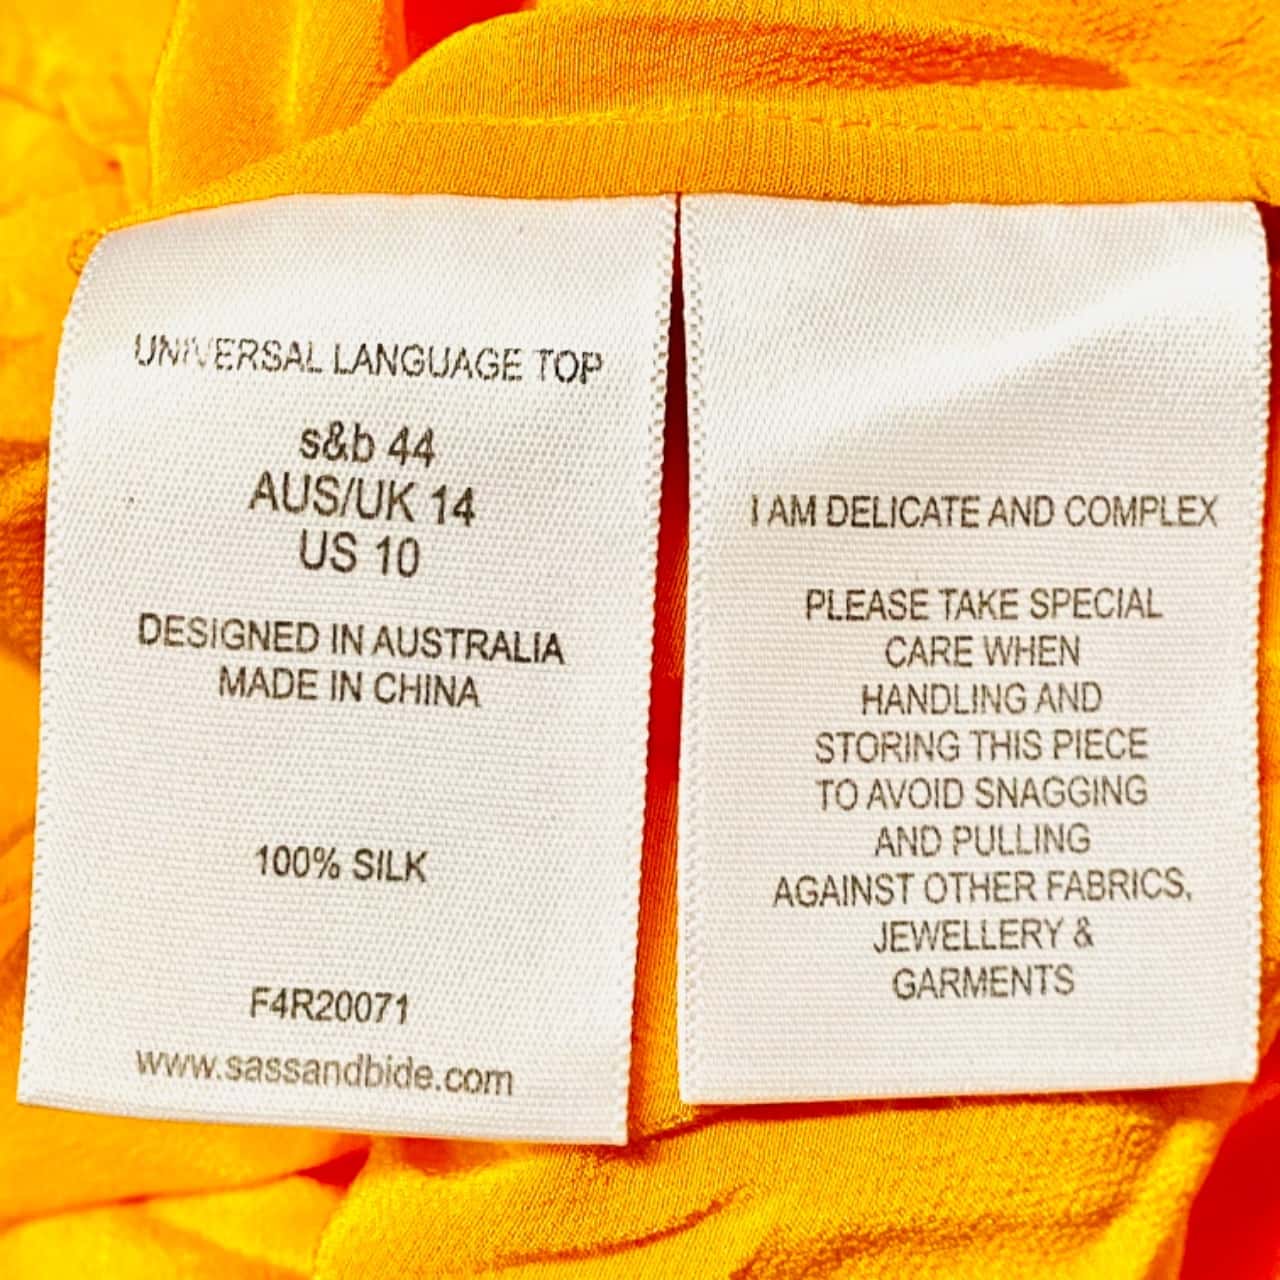 UNIVERSAL LANGUAGE TOP
s&b 44
AUS/UK 14
US 10
DESIGNED IN AUSTRALIA
MADE IN CHINA
100% SILK
F4R20071
www.sassandbide.com
I AM DELICATE AND COMPLEX
PLEASE TAKE SPECIAL
CARE WHEN
HANDLING AND
STORING THIS PIECE
TO AVOID SNAGGING
AND PULLING
AGAINST OTHER FABRICS,
JEWELLERY &
GARMENTS